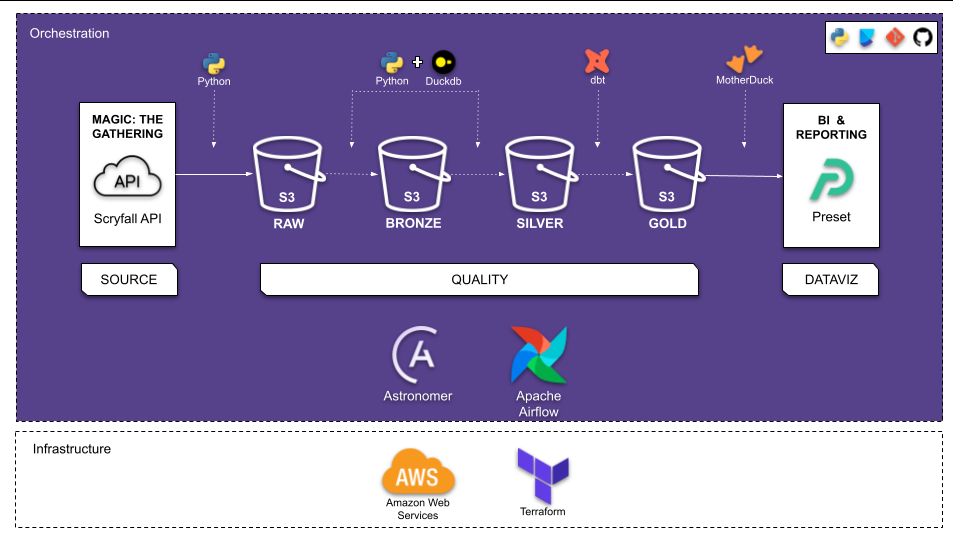 Orchestration
Python
Python
+
Duckdb
dbt
MotherDuck
MAGIC: THE
GATHERING
API
Scryfall API
S3
RAW
S3
BRONZE
S3
SILVER
S3
GOLD
BI &
REPORTING
Preset
SOURCE
QUALITY
DATAVIZ
Astronomer
Apache
Airflow
Infrastructure
AWS
Amazon Web
Services
Terraform